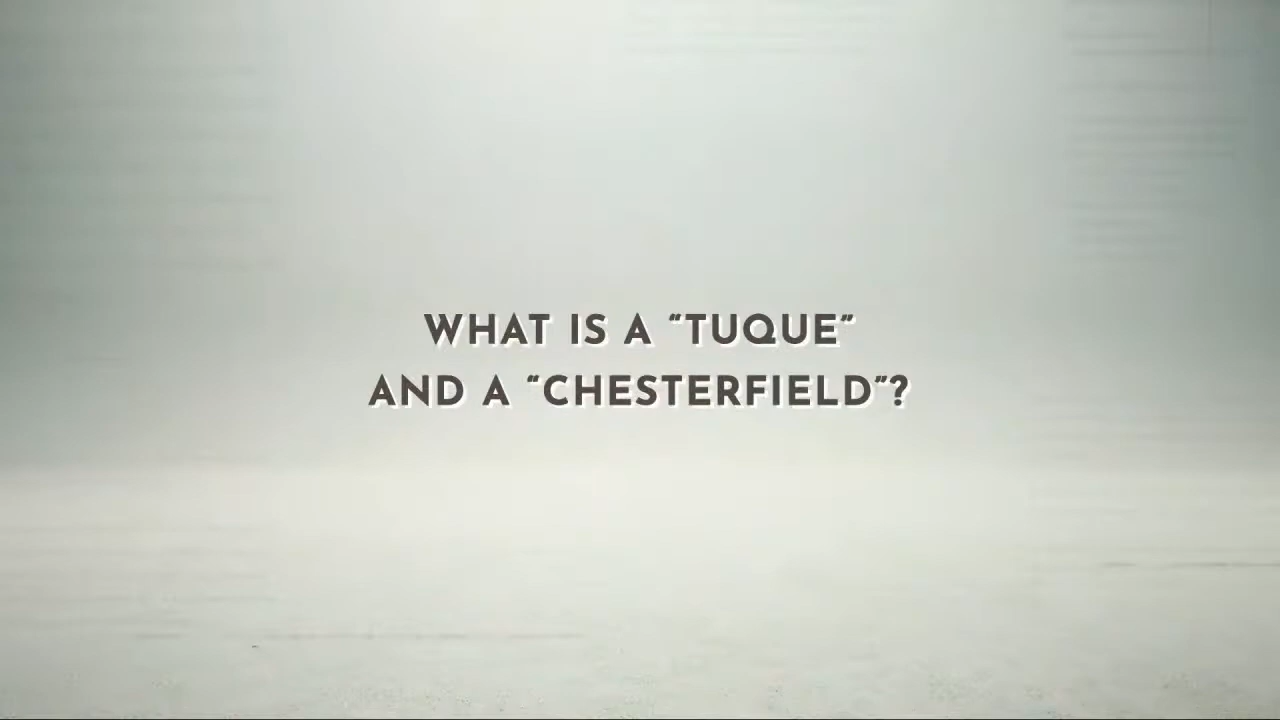 WHAT IS A “TUQUE”
AND A “CHESTERFIELD”?